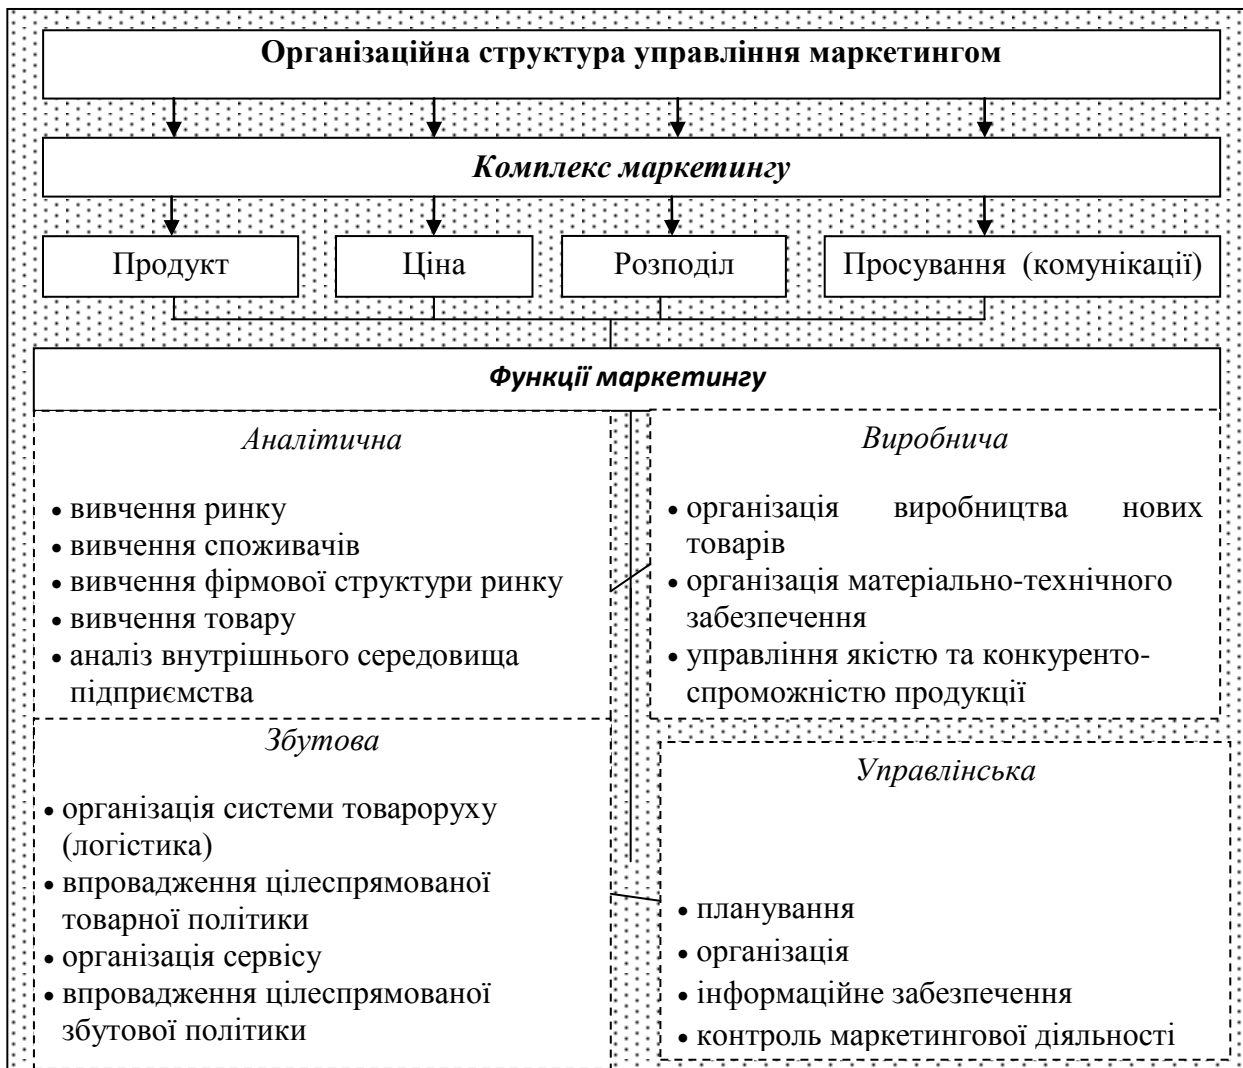 Організаційна структура управління маркетингом
Комплекс маркетингу
Продукт
Ціна
Розподіл
Просування (комунікації)
Функції маркетингу
Аналітична
• вивчення ринку
• вивчення споживачів
• вивчення фірмової структури ринку
• вивчення товару
• аналіз внутрішнього середовища
підприємства
Виробнича
• організація виробництва нових
товарів
• організація матеріально-технічного
забезпечення
• управління якістю та конкуренто-
спроможністю продукції
Збутова
• організація системи товароруху
(логістика)
• впровадження цілеспрямованої
товарної політики
• організація сервісу
• впровадження цілеспрямованої
збутової політики
Управлінська
• планування
• організація
• інформаційне забезпечення
• контроль маркетингової діяльності